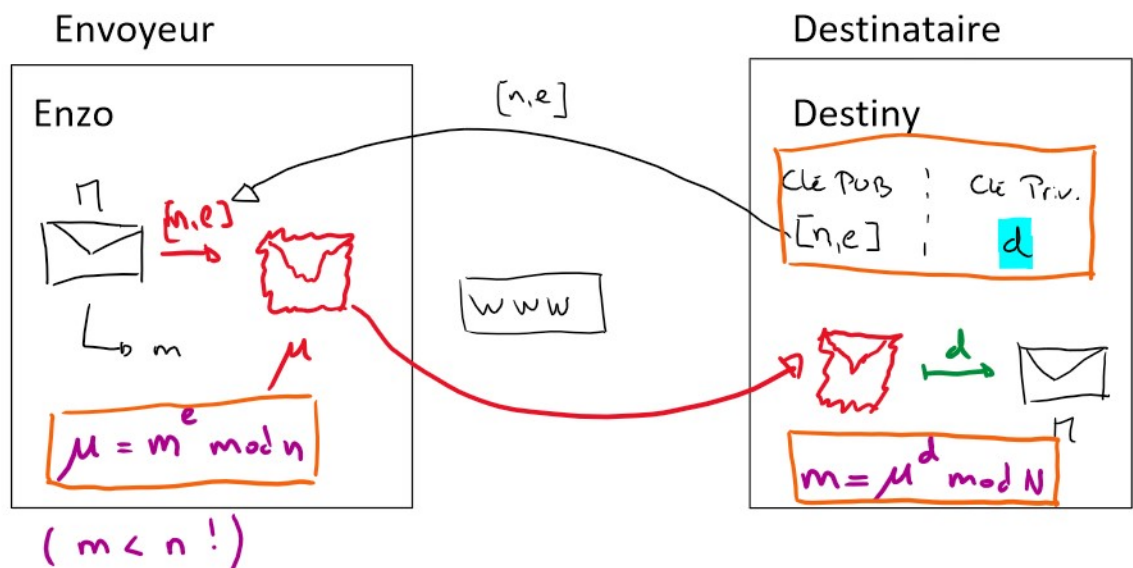 Envoyeur
Destinataire
Enzo
[n,e]
Destiny
M
[n,e]
Clé PUB
Clé Priv.
[n,e]
d
www
m
μ
d
M
μ = m^e mod n
m = μ^d mod N
( m < n ! )